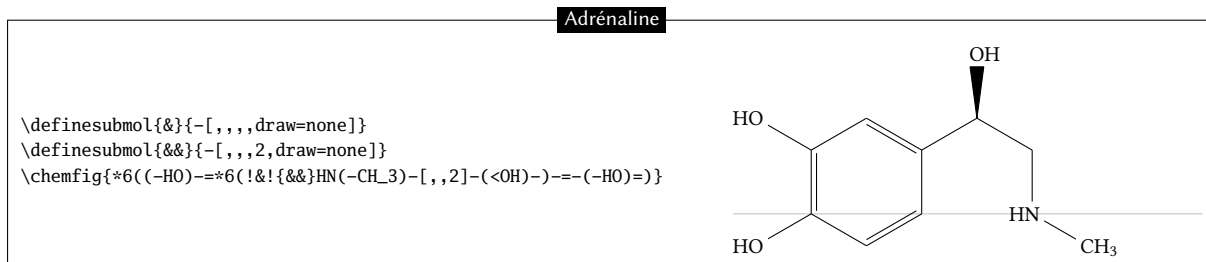 Adrénaline
\definesubmol{&}{-[,,,,draw=none]}
\definesubmol{&&}{-[,,,2,draw=none]}
\chemfig{*6((-HO)-=*6(!&!{&&}HN(-CH_3)-[,,2]-(<OH)-)-=-(-HO)=)}
OH
HO
HN
HO
CH₃